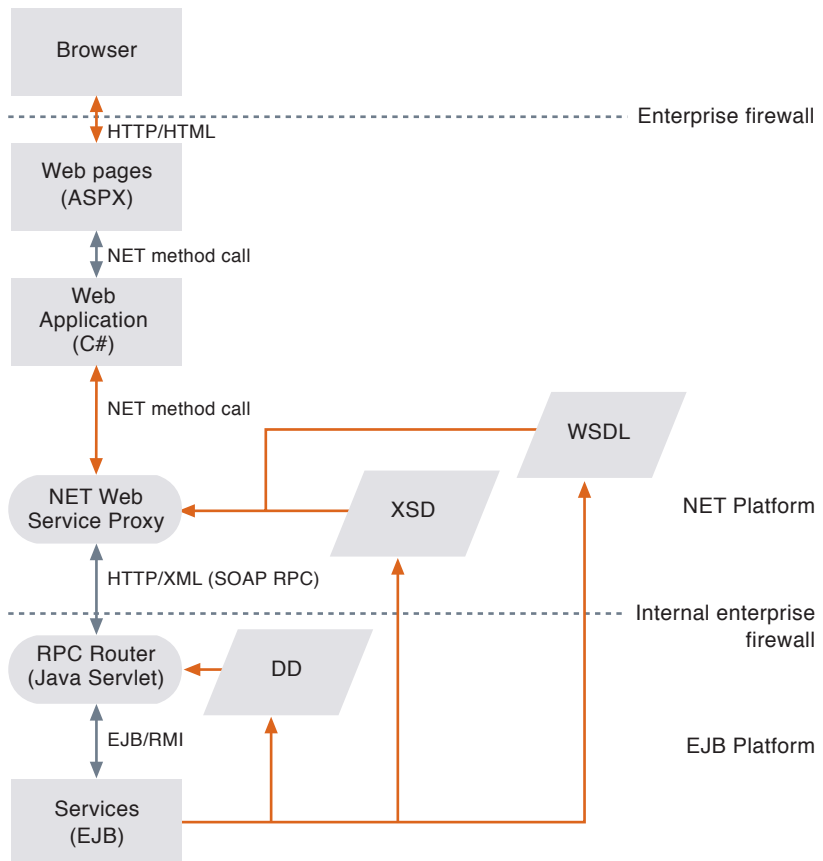 Browser
Enterprise firewall
HTTP/HTML
Web pages
(ASPX)
NET method call
Web
Application
(C#)
NET method call
WSDL
XSD
NET Web
Service Proxy
NET Platform
HTTP/XML (SOAP RPC)
Internal enterprise
firewall
RPC Router
(Java Servlet)
DD
EJB/RMI
EJB Platform
Services
(EJB)